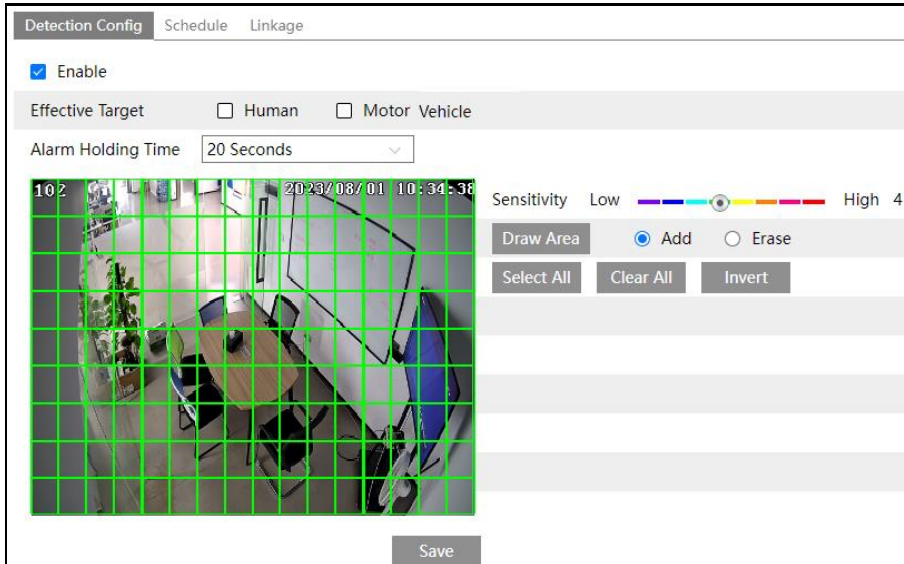 Detection Config Schedule Linkage
Enable
Effective Target Human Motor Vehicle
Alarm Holding Time 20 Seconds
102 2023/08/01 10:34:38
Sensitivity Low High 4
Draw Area Add Erase
Select All Clear All Invert
Save